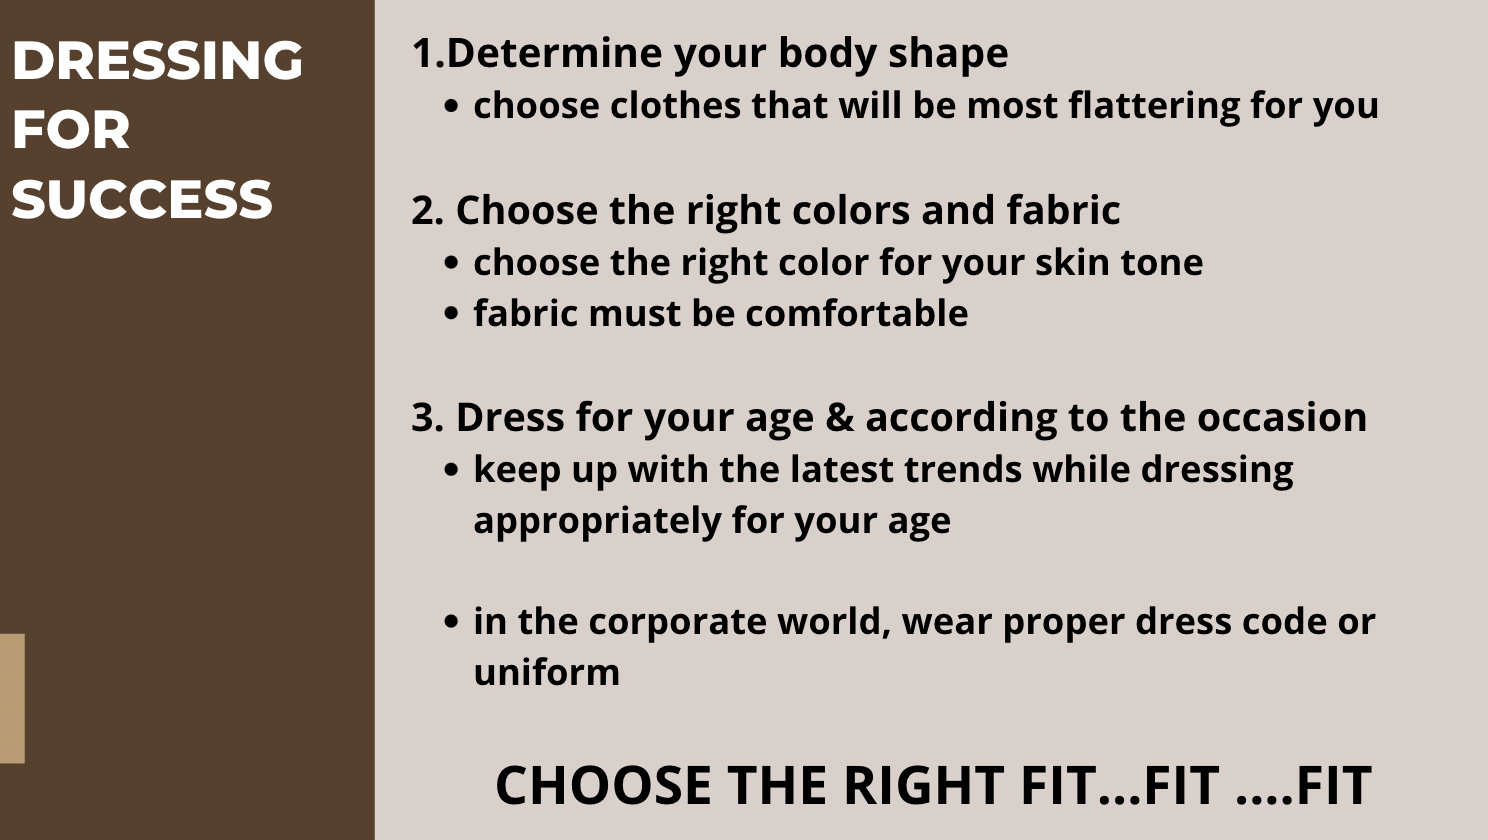 DRESSING
FOR
SUCCESS
1.Determine your body shape
• choose clothes that will be most flattering for you
2. Choose the right colors and fabric
• choose the right color for your skin tone
• fabric must be comfortable
3. Dress for your age & according to the occasion
• keep up with the latest trends while dressing
appropriately for your age
• in the corporate world, wear proper dress code or
uniform
CHOOSE THE RIGHT FIT...FIT ....FIT